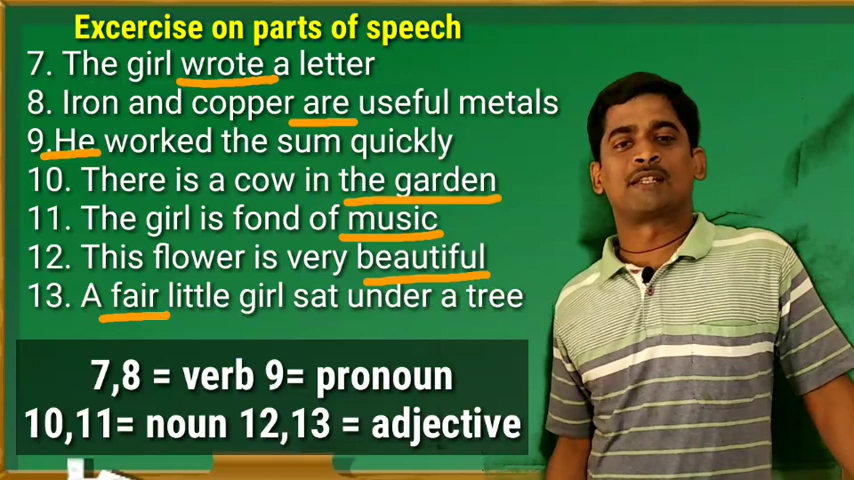 Excercise on parts of speech
7. The girl wrote a letter
8. Iron and copper are useful metals
9.He worked the sum quickly
10. There is a cow in the garden
11. The girl is fond of music
12. This flower is very beautiful
13. A fair little girl sat under a tree
7,8 = verb 9= pronoun
10,11= noun 12,13 = adjective